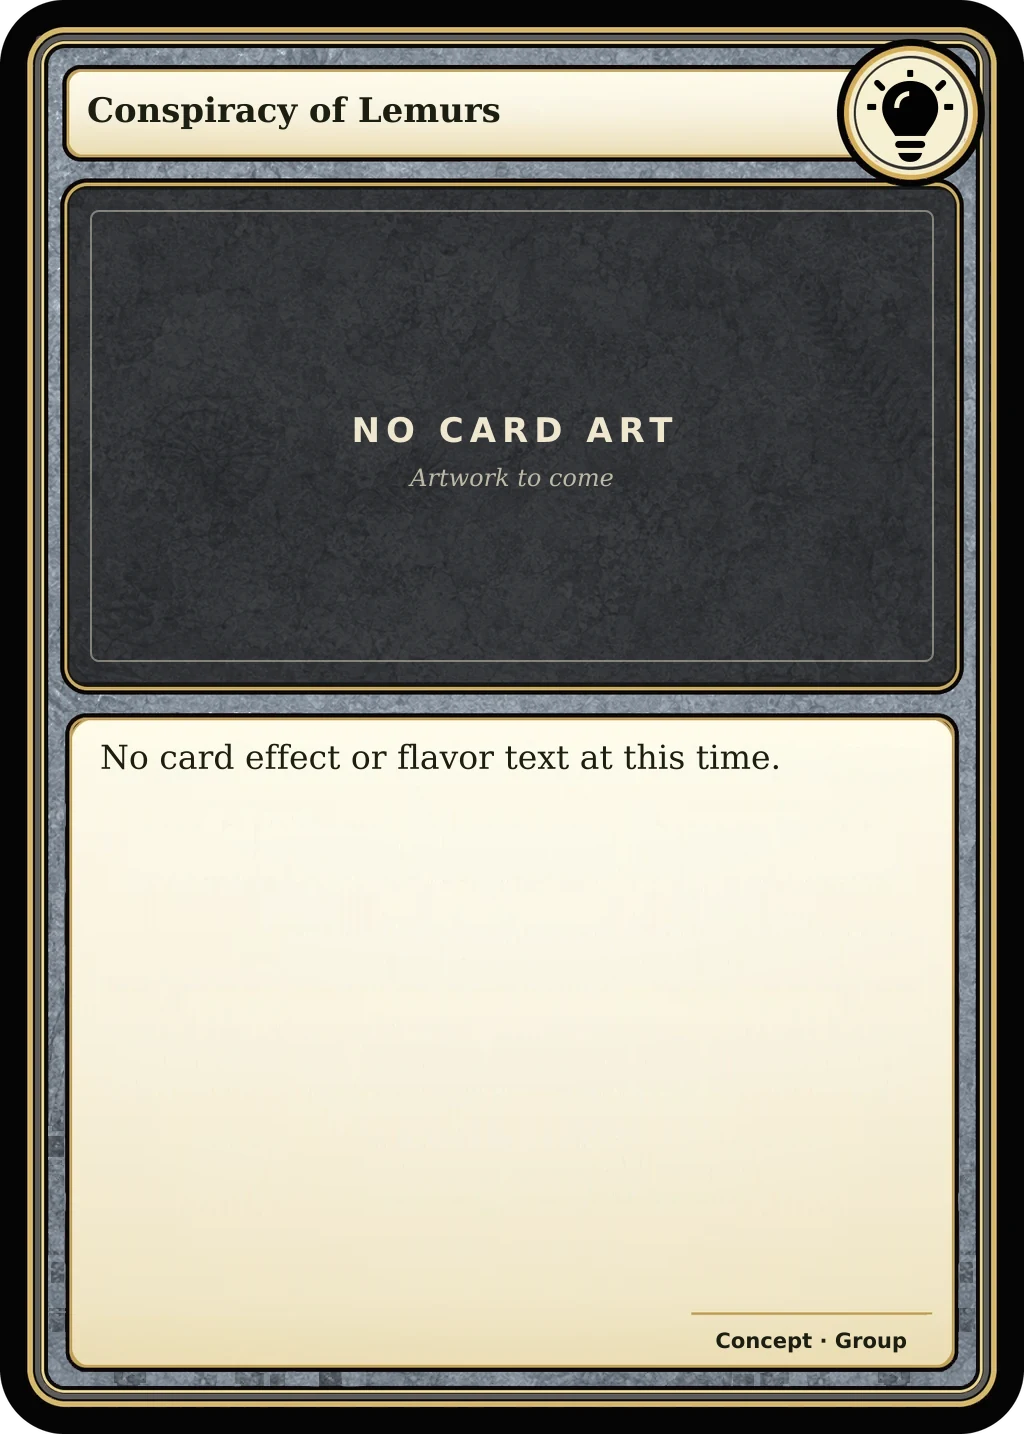 Conspiracy of Lemurs
NO CARD ART
Artwork to come
No card effect or flavor text at this time.
Concept · Group